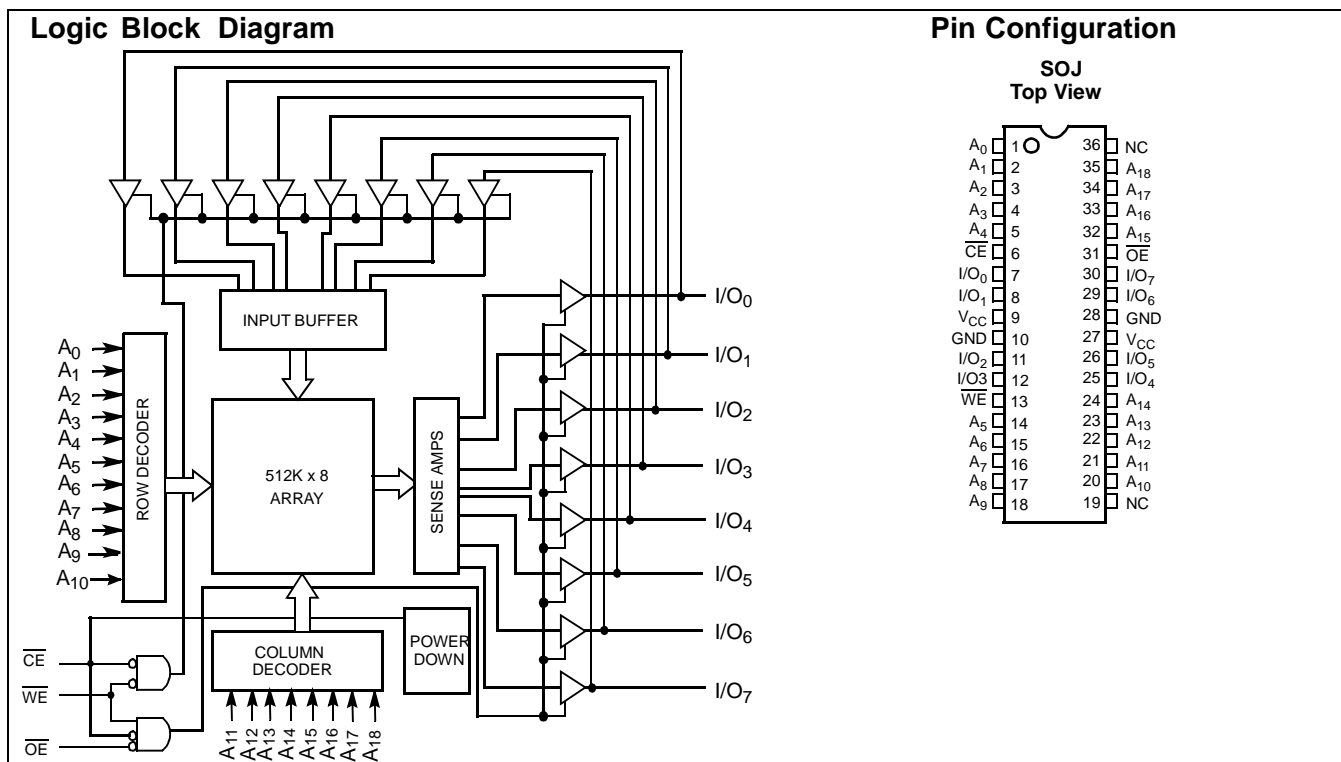 Logic Block Diagram
INPUT BUFFER
A0
A1
A2
A3
A4
A5
A6
A7
A8
A9
A10
ROW DECODER
512K x 8
ARRAY
SENSE AMPS
I/O0
I/O1
I/O2
I/O3
I/O4
I/O5
I/O6
I/O7
COLUMN
DECODER
POWER
DOWN
CE
WE
OE
A11
A12
A13
A14
A15
A16
A17
A18
Pin Configuration
SOJ
Top View
A0 1 36 NC
A1 2 35 A18
A2 3 34 A17
A3 4 33 A16
A4 5 32 A15
CE 6 31 OE
I/O0 7 30 I/O7
I/O1 8 29 I/O6
VCC 9 28 GND
GND 10 27 VCC
I/O2 11 26 I/O5
I/O3 12 25 I/O4
WE 13 24 A14
A5 14 23 A13
A6 15 22 A12
A7 16 21 A11
A8 17 20 A10
A9 18 19 NC